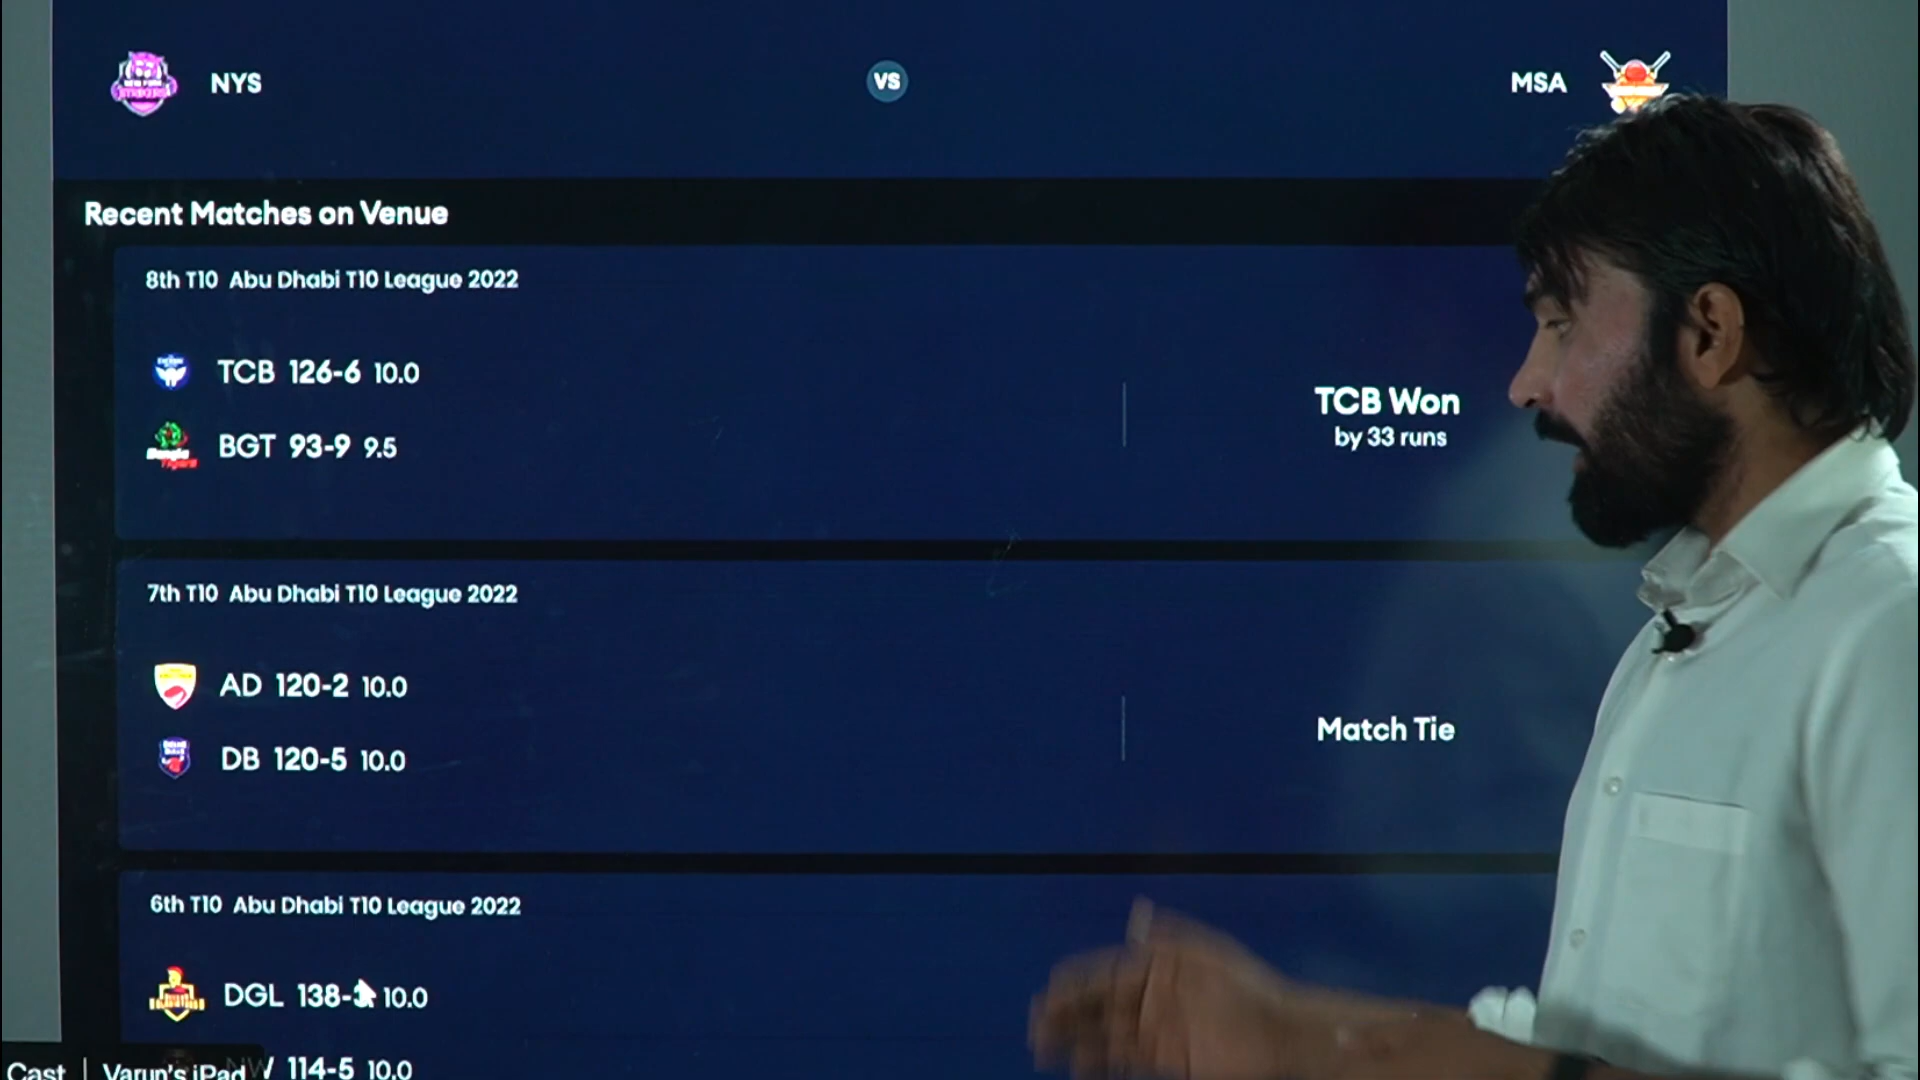 NYS VS MSA
Recent Matches on Venue
8th T10 Abu Dhabi T10 League 2022
TCB 126-6 10.0
BGT 93-9 9.5
TCB Won
by 33 runs
7th T10 Abu Dhabi T10 League 2022
AD 120-2 10.0
DB 120-5 10.0
Match Tie
6th T10 Abu Dhabi T10 League 2022
DGL 138- 10.0
114-5 10.0
Cast | Varun's iPad